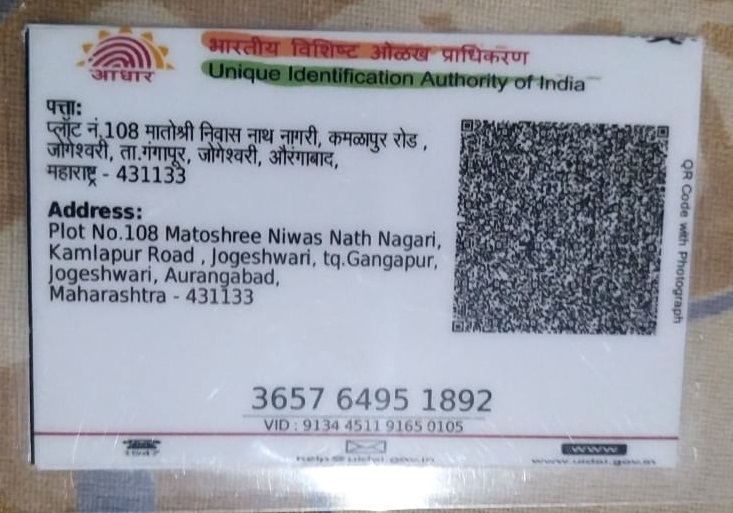 आधार
भारतीय विशिष्ट ओळख प्राधिकरण
Unique Identification Authority of India
पत्ता:
प्लॉट नं.108 मातोश्री निवास नाथ नागरी, कमळापुर रोड ,
जोगेश्वरी, ता.गंगापूर, जोगेश्वरी, औरंगाबाद,
महाराष्ट्र - 431133
Address:
Plot No.108 Matoshree Niwas Nath Nagari,
Kamlapur Road , Jogeshwari, tq.Gangapur,
Jogeshwari, Aurangabad,
Maharashtra - 431133
QR Code with Photograph
3657 6495 1892
VID : 9134 4511 9165 0105
1947
help@uidai.gov.in
www
www.uidai.gov.in